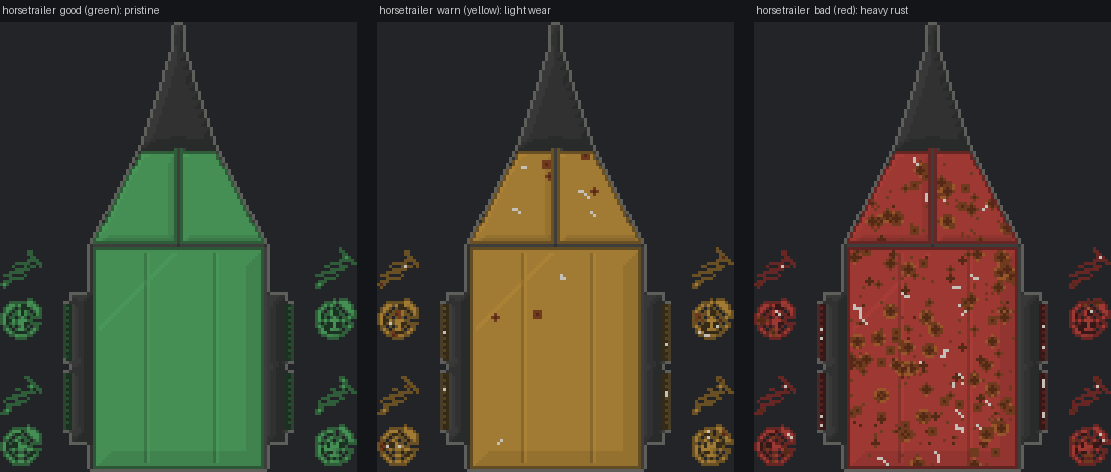 horsetrailer good (green): pristine
horsetrailer warn (yellow): light wear
horsetrailer bad (red): heavy rust